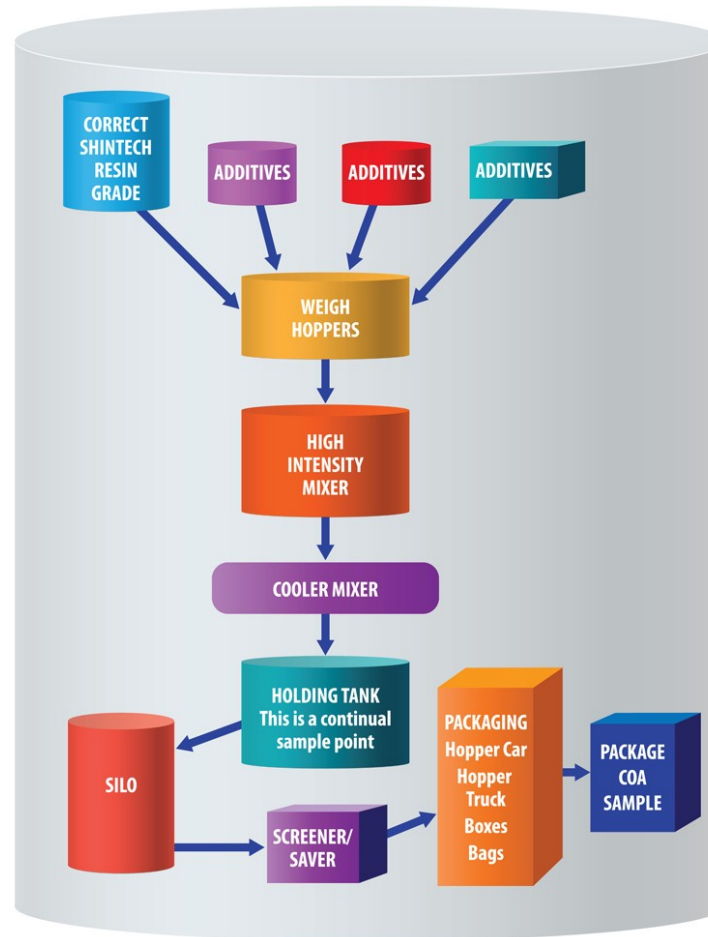 CORRECT
SHINTECH
RESIN
GRADE
ADDITIVES
ADDITIVES
ADDITIVES
WEIGH
HOPPERS
HIGH
INTENSITY
MIXER
COOLER MIXER
HOLDING TANK
This is a continual
sample point
SILO
SCREENER/
SAVER
PACKAGING
Hopper Car
Hopper
Truck
Boxes
Bags
PACKAGE
COA
SAMPLE